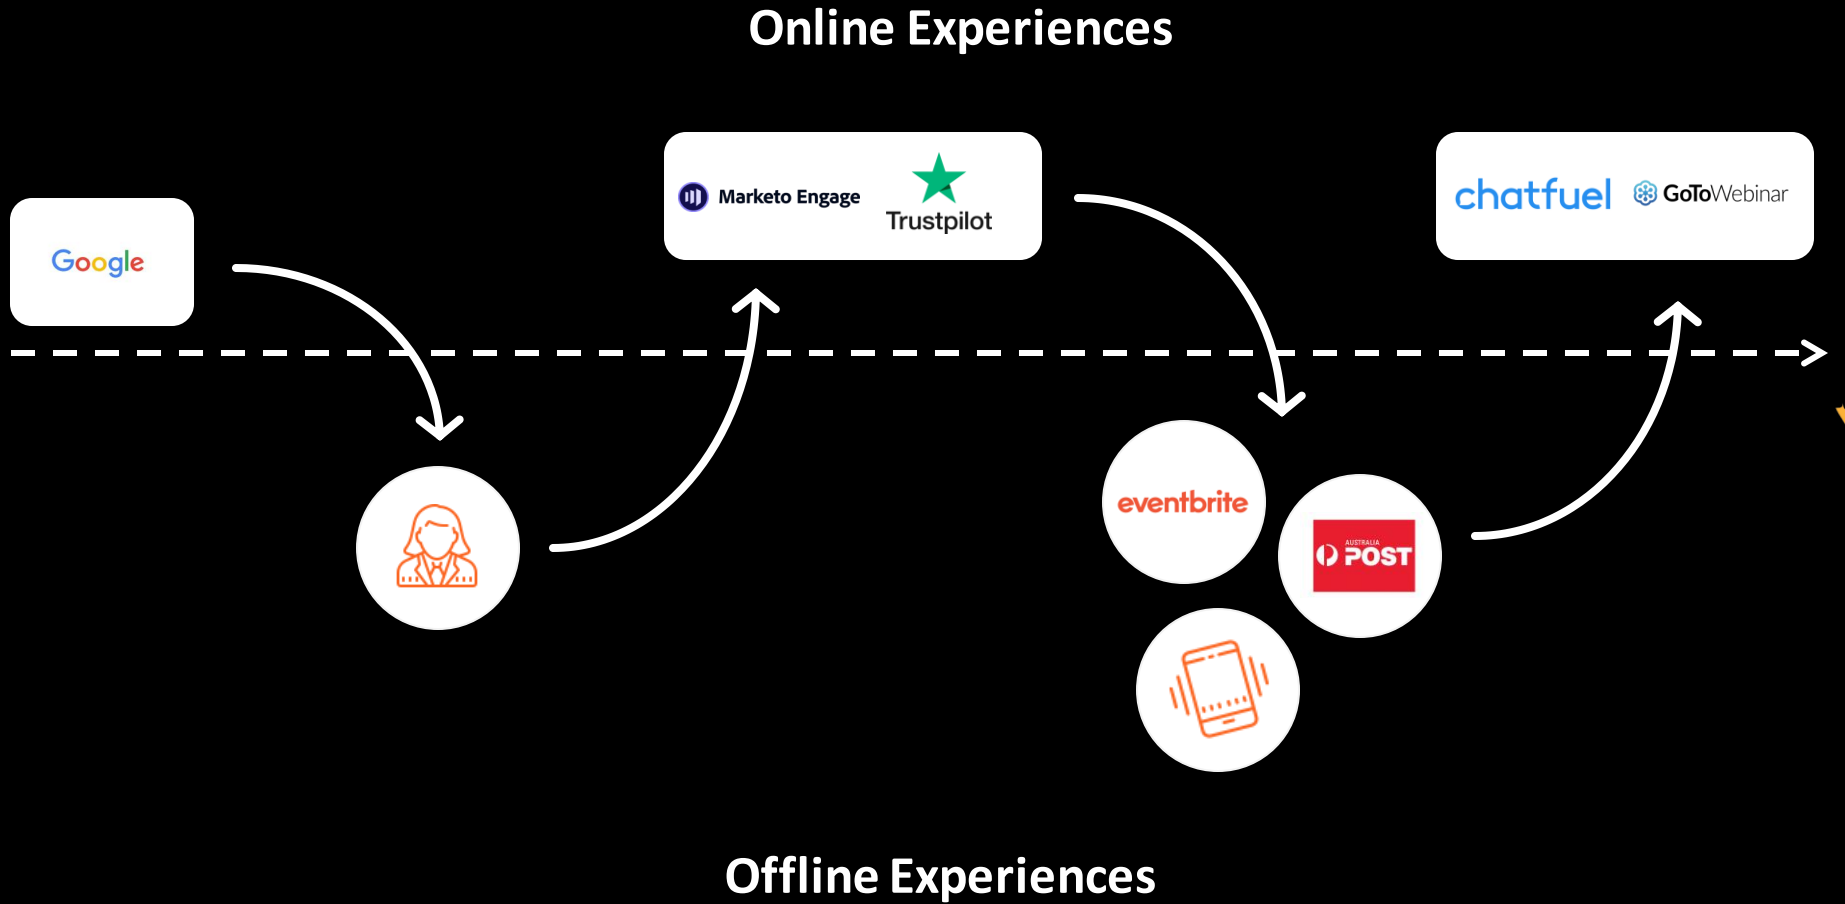 Online Experiences
Google
Marketo Engage
Trustpilot
chatfuel
GoToWebinar
eventbrite
AUSTRALIA
POST
Offline Experiences